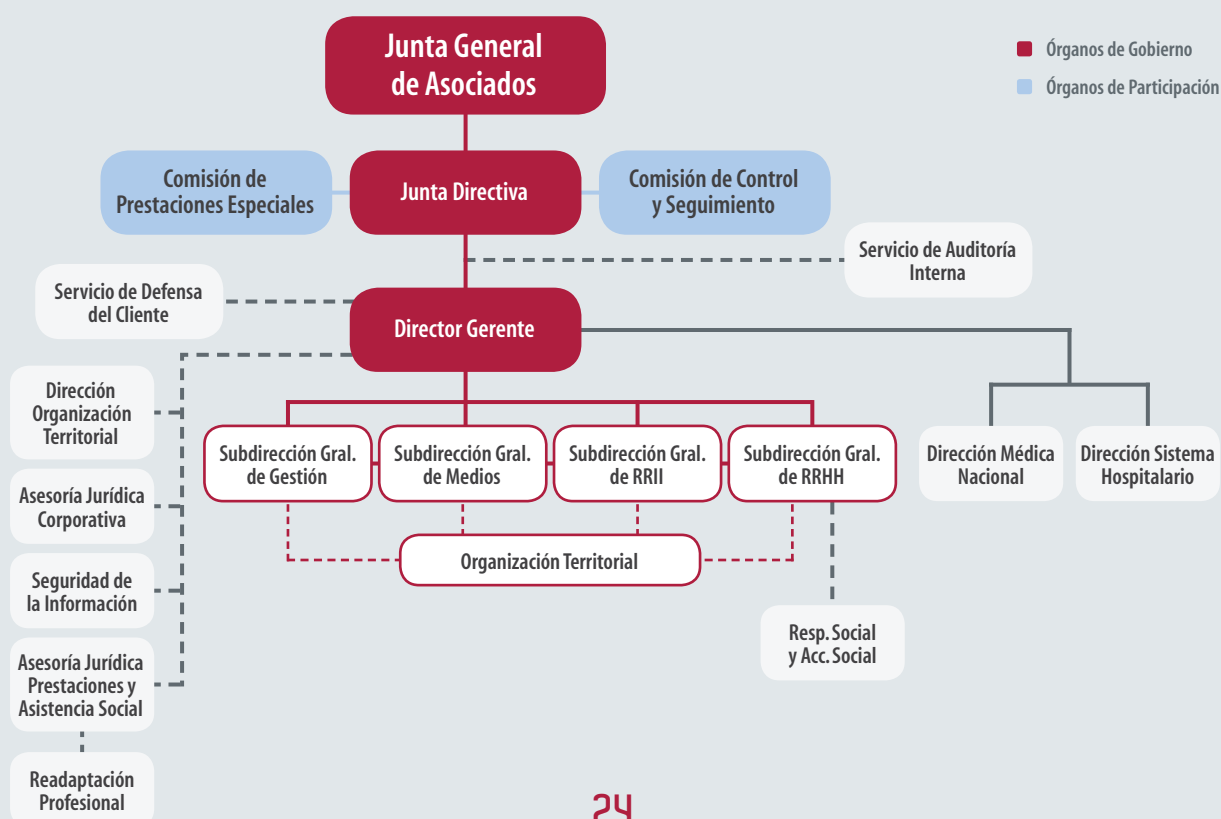 Junta General
de Asociados
Órganos de Gobierno
Órganos de Participación
Comisión de
Prestaciones Especiales
Junta Directiva
Comisión de Control
y Seguimiento
Servicio de Auditoría
Interna
Servicio de Defensa
del Cliente
Director Gerente
Dirección
Organización
Territorial
Subdirección Gral.
de Gestión
Subdirección Gral.
de Medios
Subdirección Gral.
de RRII
Subdirección Gral.
de RRHH
Dirección Médica
Nacional
Dirección Sistema
Hospitalario
Asesoría Jurídica
Corporativa
Organización Territorial
Seguridad de
la Información
Resp. Social
y Acc. Social
Asesoría Jurídica
Prestaciones y
Asistencia Social
Readaptación
Profesional
24